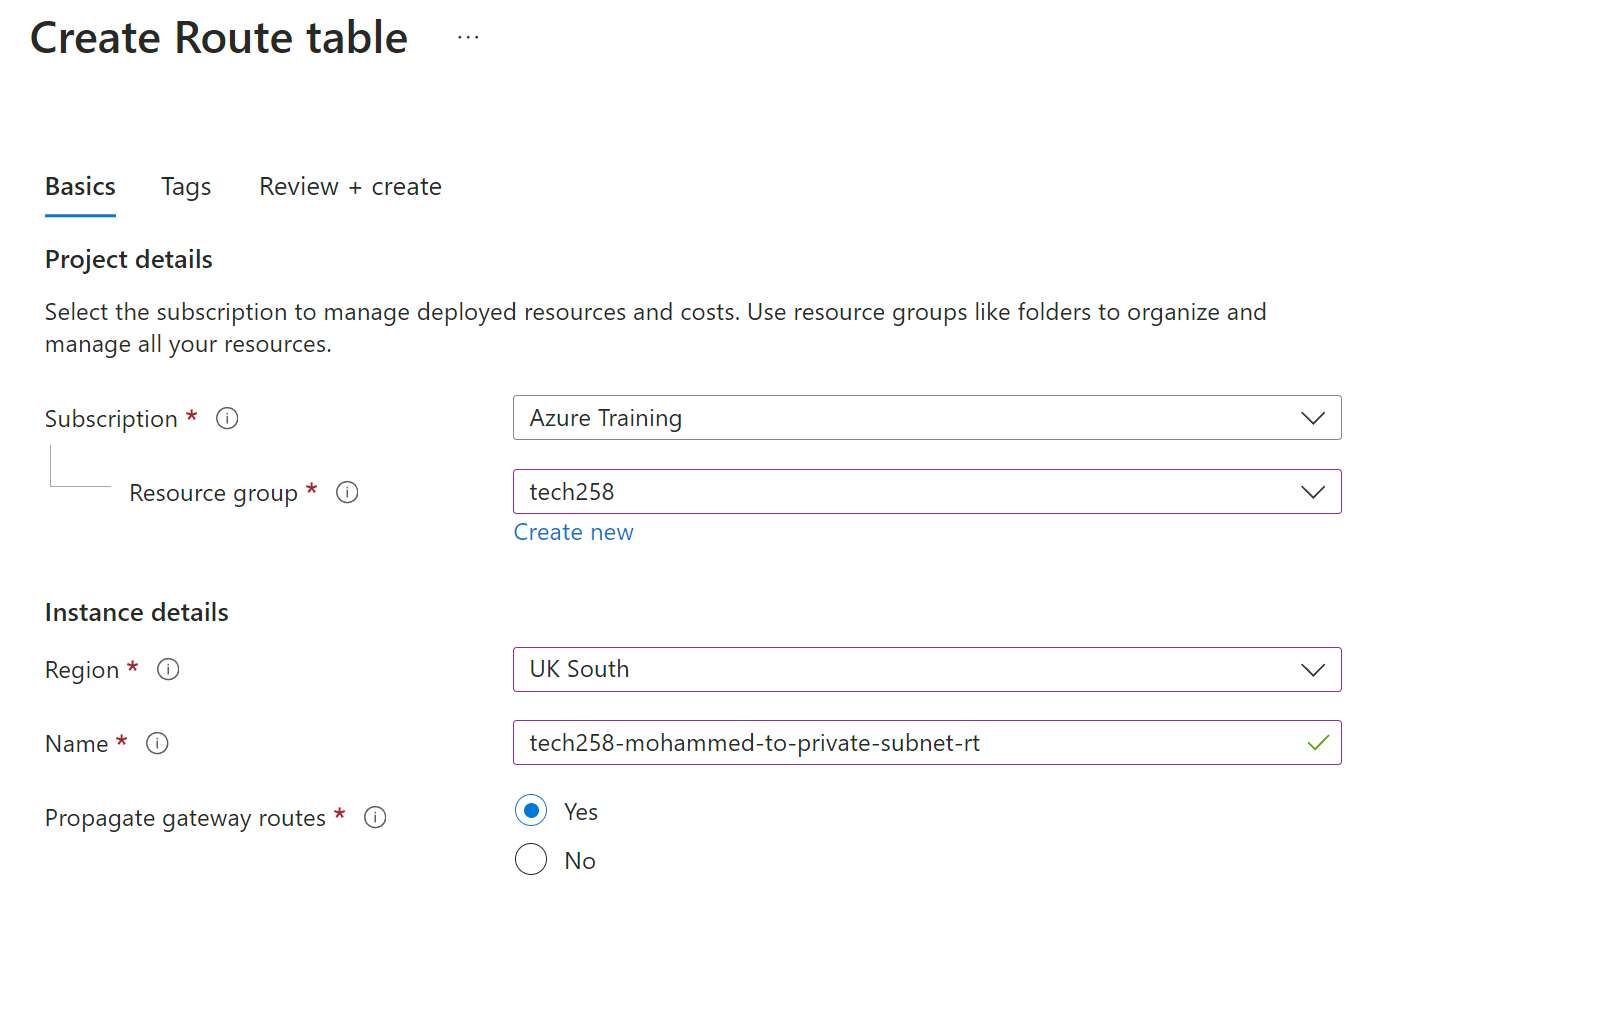 Create Route table ...
Basics Tags Review + create
Project details
Select the subscription to manage deployed resources and costs. Use resource groups like folders to organize and
manage all your resources.
Subscription * Azure Training
Resource group * tech258
Create new
Instance details
Region * UK South
Name * tech258-mohammed-to-private-subnet-rt
Propagate gateway routes * Yes
No